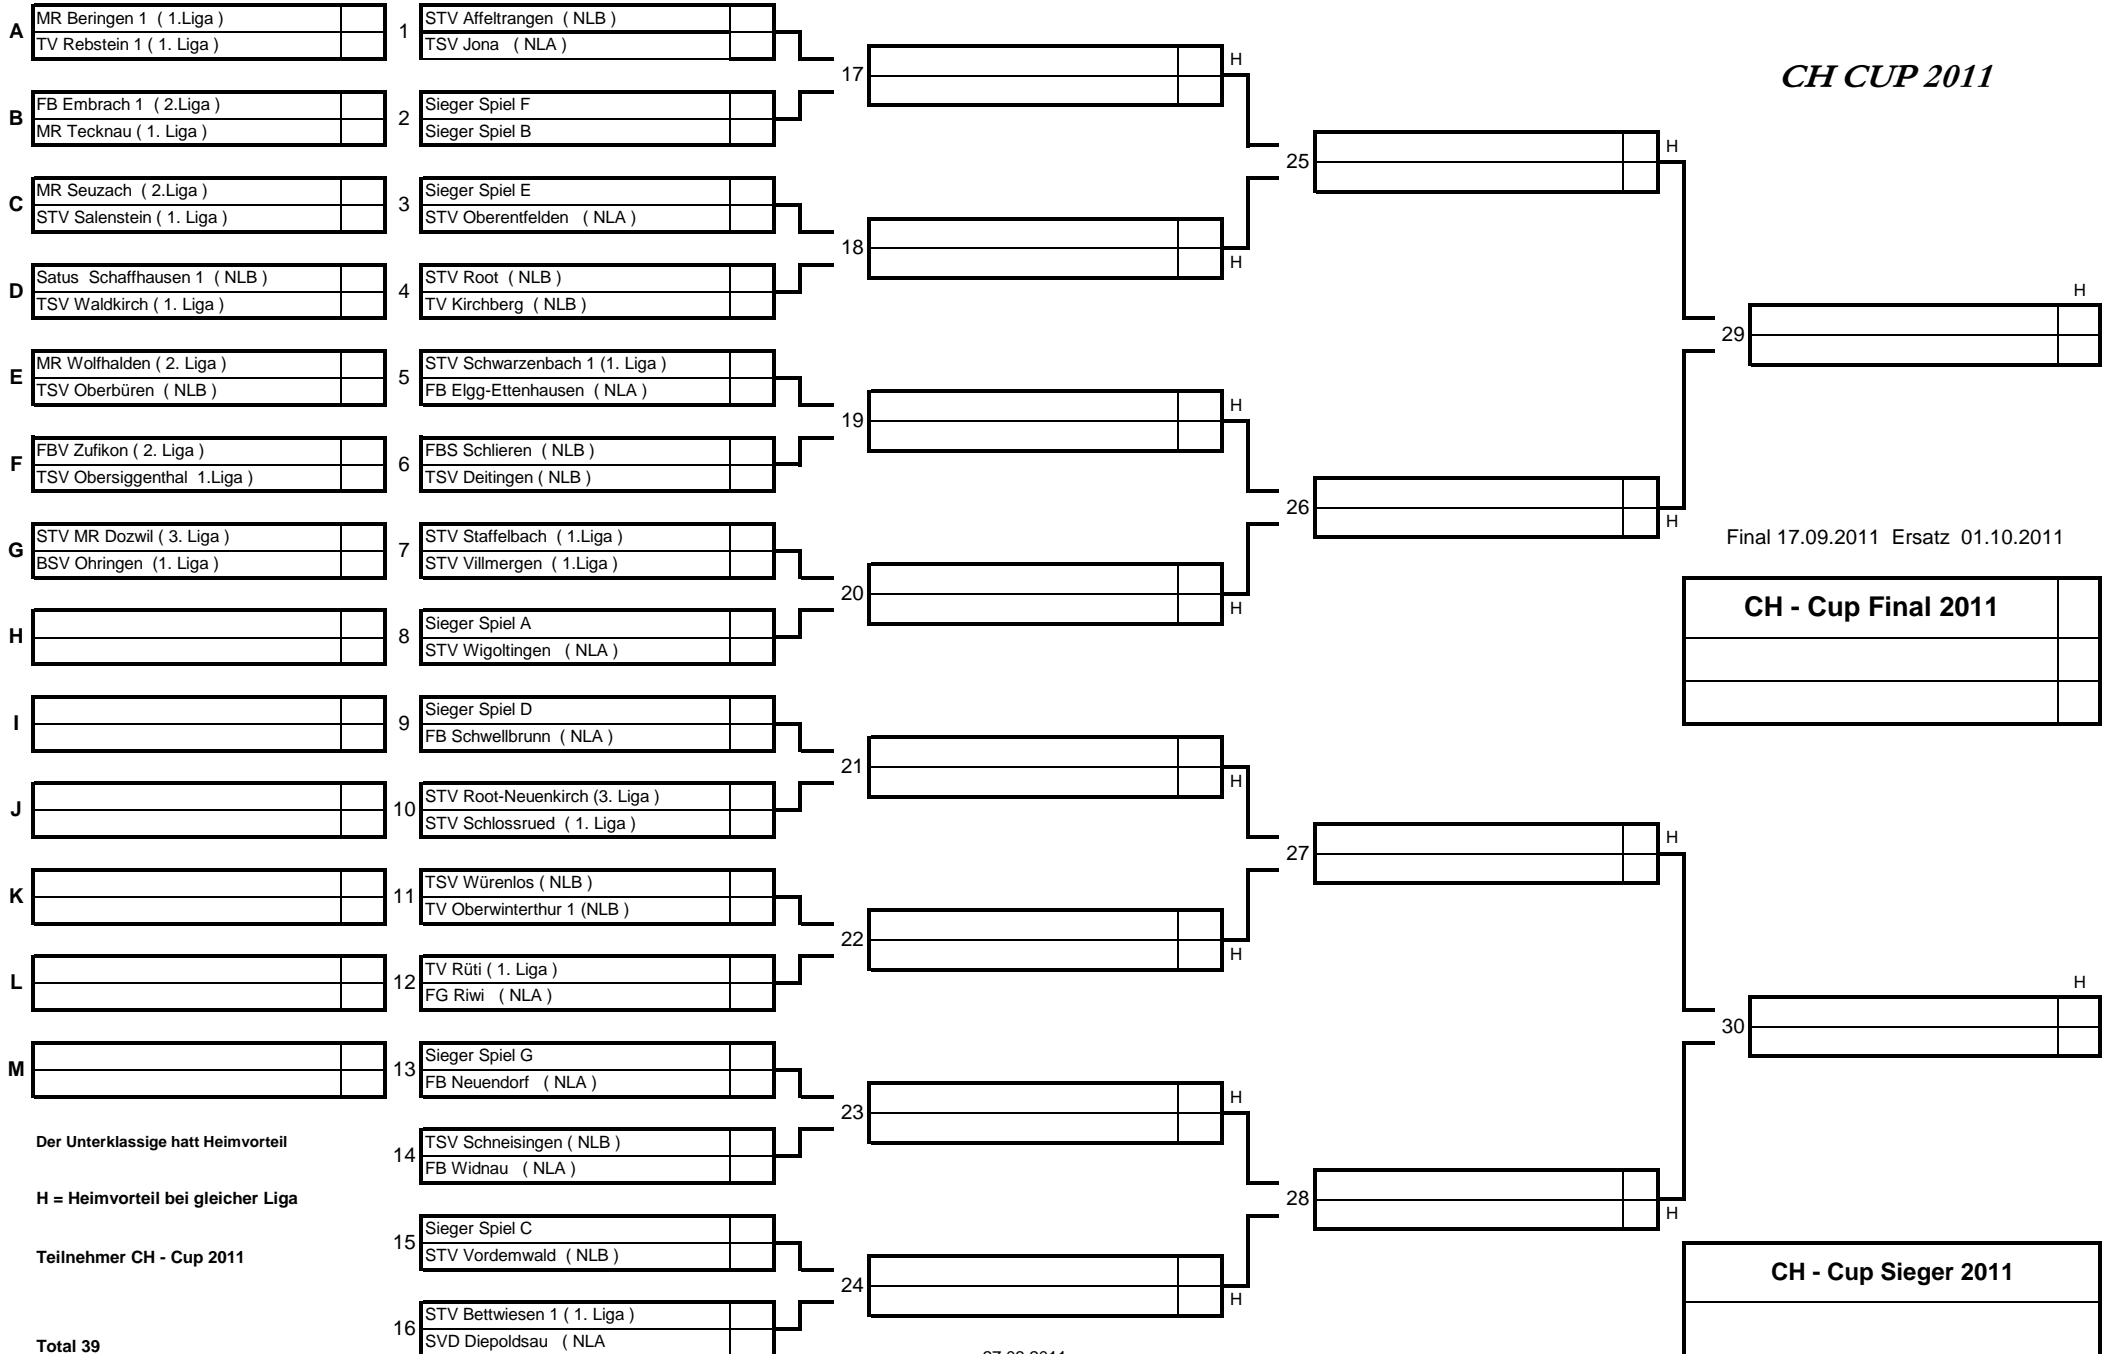 CH CUP 2011
A
MR Beringen 1 ( 1.Liga )
TV Rebstein 1 ( 1. Liga )
B
FB Embrach 1 ( 2.Liga )
MR Tecknau ( 1. Liga )
C
MR Seuzach ( 2.Liga )
STV Salenstein ( 1. Liga )
D
Satus Schaffhausen 1 ( NLB )
TSV Waldkirch ( 1. Liga )
E
MR Wolfhalden ( 2. Liga )
TSV Oberbüren ( NLB )
F
FBV Zufikon ( 2. Liga )
TSV Obersiggenthal 1.Liga )
G
STV MR Dozwil ( 3. Liga )
BSV Ohringen (1. Liga )
H
I
J
K
L
M
Der Unterklassige hatt Heimvorteil
H = Heimvorteil bei gleicher Liga
Teilnehmer CH - Cup 2011
Total 39
1
STV Affeltrangen ( NLB )
TSV Jona ( NLA )
2
Sieger Spiel F
Sieger Spiel B
3
Sieger Spiel E
STV Oberentfelden ( NLA )
4
STV Root ( NLB )
TV Kirchberg ( NLB )
5
STV Schwarzenbach 1 (1. Liga )
FB Elgg-Ettenhausen ( NLA )
6
FBS Schlieren ( NLB )
TSV Deitingen ( NLB )
7
STV Staffelbach ( 1.Liga )
STV Villmergen ( 1.Liga )
8
Sieger Spiel A
STV Wigoltingen ( NLA )
9
Sieger Spiel D
FB Schwellbrunn ( NLA )
10
STV Root-Neuenkirch (3. Liga )
STV Schlossrued ( 1. Liga )
11
TSV Würenlos ( NLB )
TV Oberwinterthur 1 (NLB )
12
TV Rüti ( 1. Liga )
FG Riwi ( NLA )
13
Sieger Spiel G
FB Neuendorf ( NLA )
14
TSV Schneisingen ( NLB )
FB Widnau ( NLA )
15
Sieger Spiel C
STV Vordemwald ( NLB )
16
STV Bettwiesen 1 ( 1. Liga )
SVD Diepoldsau ( NLA
17
H
18
H
19
H
20
H
21
H
22
H
23
H
24
H
25
H
26
H
27
H
28
H
29
H
30
H
Final 17.09.2011 Ersatz 01.10.2011
CH - Cup Final 2011
CH - Cup Sieger 2011